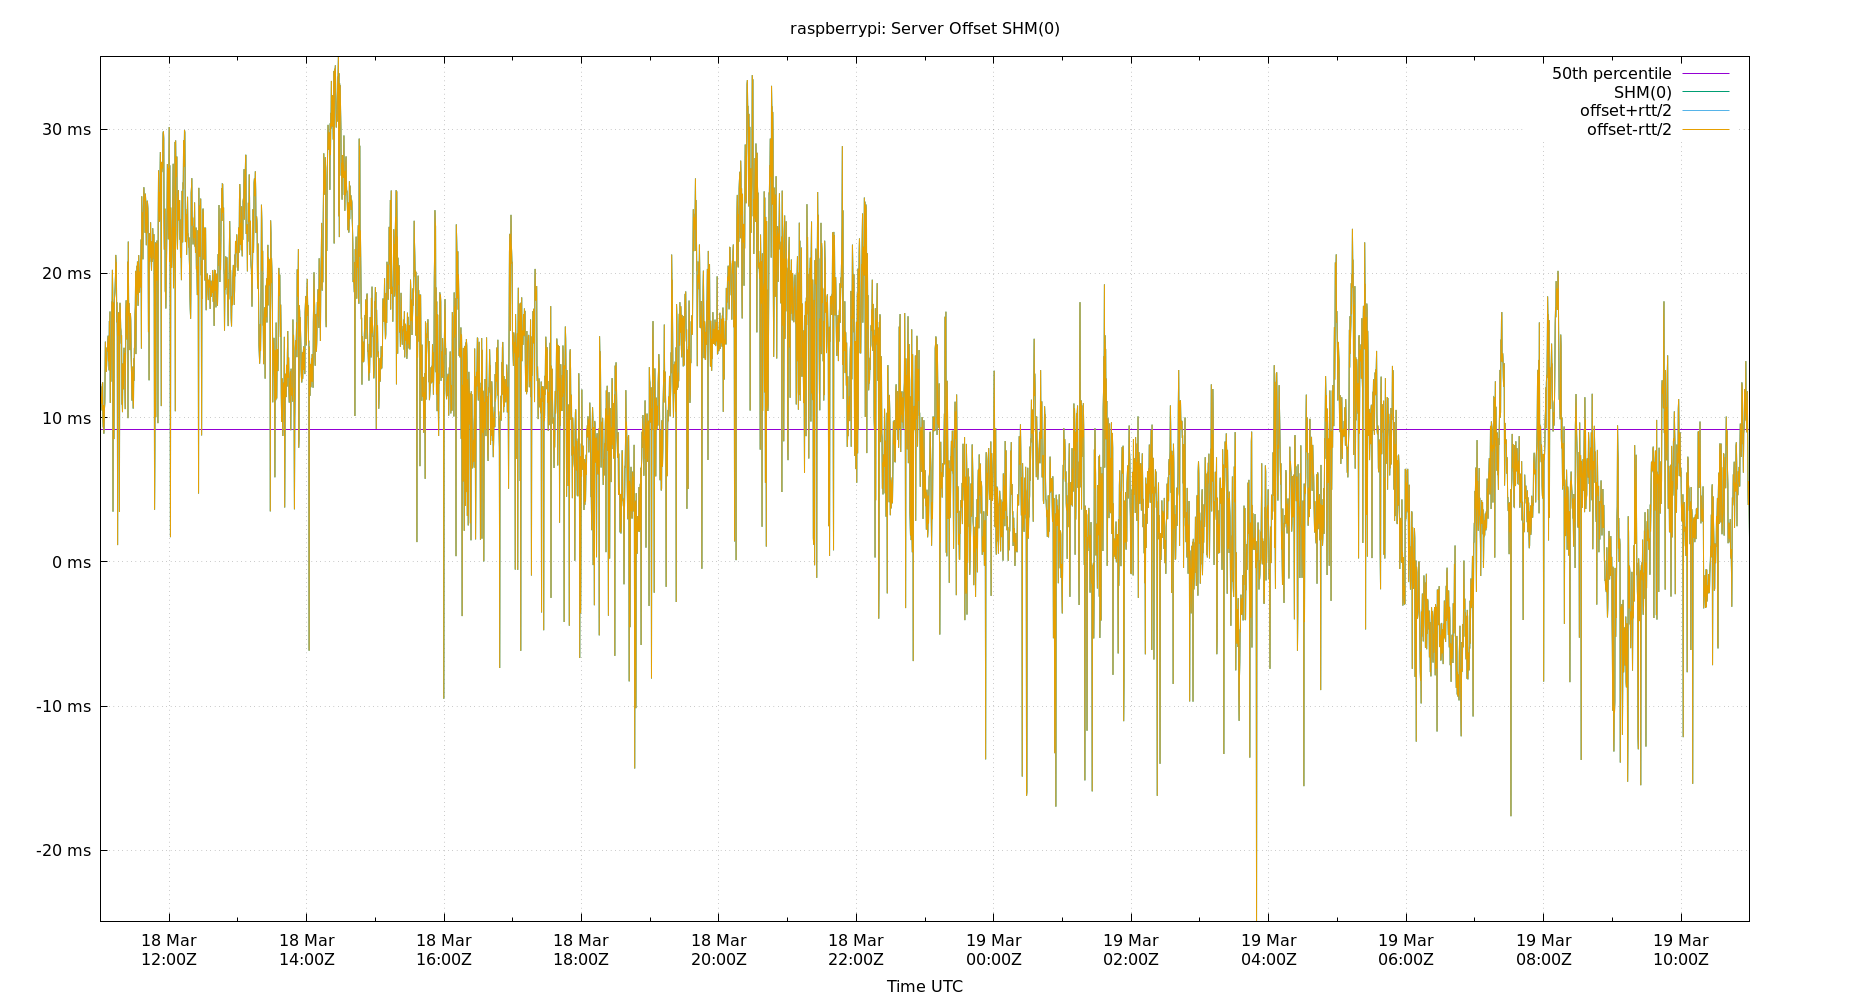 raspberrypi: Server Offset SHM(0)
50th percentile
SHM(0)
offset+rtt/2
offset-rtt/2
30 ms
20 ms
10 ms
0 ms
-10 ms
-20 ms
18 Mar 18 Mar 18 Mar 18 Mar 18 Mar 18 Mar 19 Mar 19 Mar 19 Mar 19 Mar 19 Mar 19 Mar
12:00Z 14:00Z 16:00Z 18:00Z 20:00Z 22:00Z 00:00Z 02:00Z 04:00Z 06:00Z 08:00Z 10:00Z
Time UTC